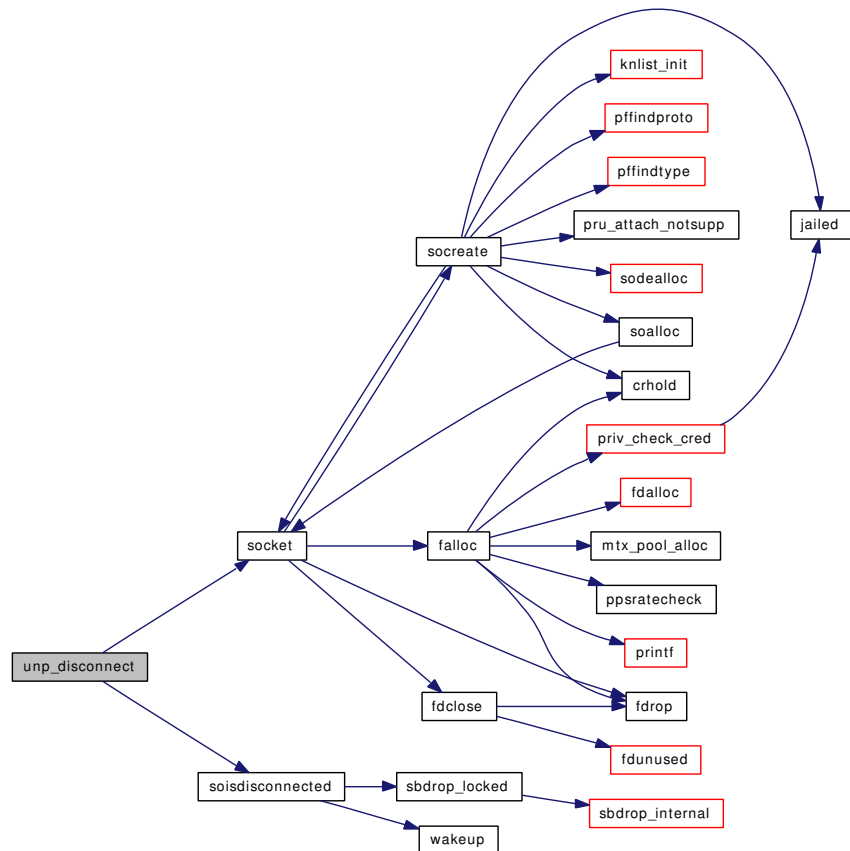 knlist_init
pffindproto
pffindtype
pru_attach_notsupp
jailed
socreate
sodealloc
soalloc
crhold
priv_check_cred
fdalloc
socket
falloc
mtx_pool_alloc
ppsratecheck
printf
unp_disconnect
fdclose
fdrop
fdunused
soisdisconnected
sbdrop_locked
sbdrop_internal
wakeup